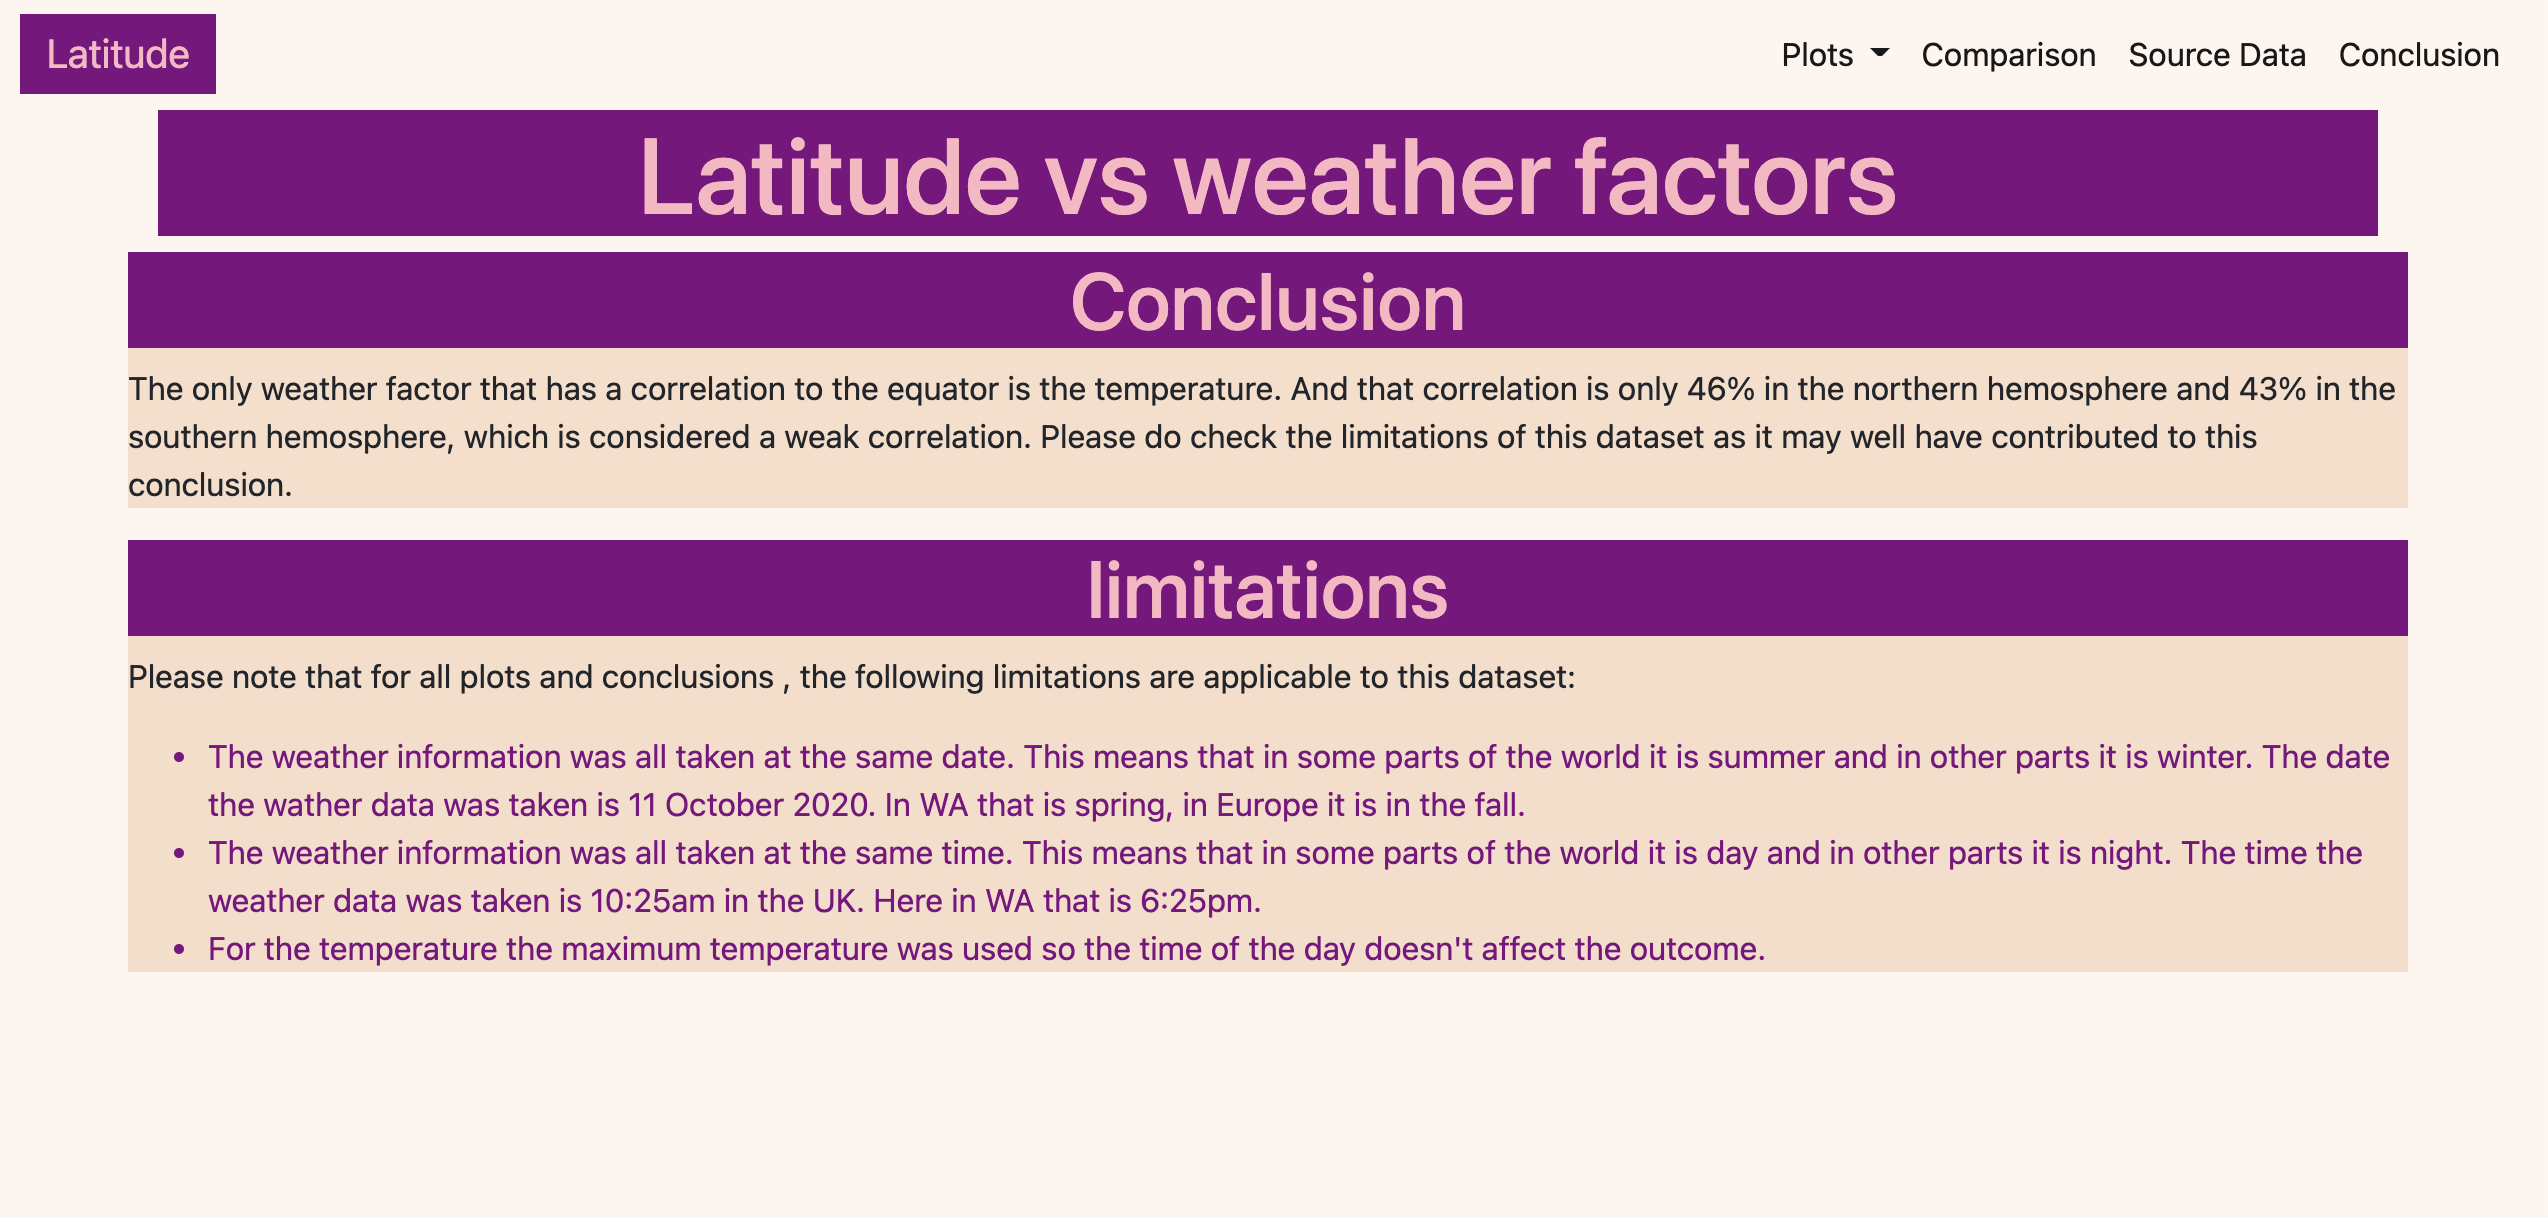 Latitude
Plots Comparison Source Data Conclusion
Latitude vs weather factors
Conclusion
The only weather factor that has a correlation to the equator is the temperature. And that correlation is only 46% in the northern hemosphere and 43% in the
southern hemosphere, which is considered a weak correlation. Please do check the limitations of this dataset as it may well have contributed to this
conclusion.
limitations
Please note that for all plots and conclusions , the following limitations are applicable to this dataset:
• The weather information was all taken at the same date. This means that in some parts of the world it is summer and in other parts it is winter. The date
the wather data was taken is 11 October 2020. In WA that is spring, in Europe it is in the fall.
• The weather information was all taken at the same time. This means that in some parts of the world it is day and in other parts it is night. The time the
weather data was taken is 10:25am in the UK. Here in WA that is 6:25pm.
• For the temperature the maximum temperature was used so the time of the day doesn't affect the outcome.